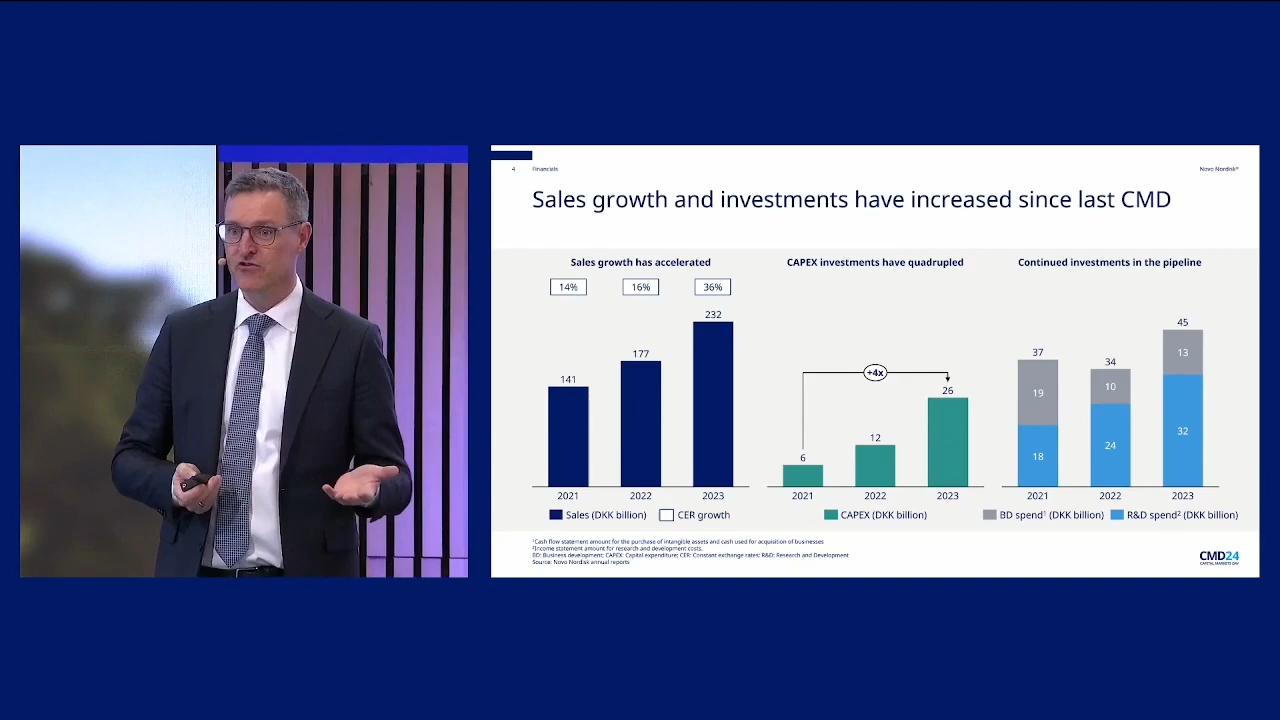 4 Financials Novo Nordisk®
Sales growth and investments have increased since last CMD
Sales growth has accelerated
14% 16% 36%
141 177 232
2021 2022 2023
Sales (DKK billion) CER growth
CAPEX investments have quadrupled
+4x
6 12 26
2021 2022 2023
CAPEX (DKK billion)
Continued investments in the pipeline
37 34 45
19 10 13
18 24 32
2021 2022 2023
BD spend¹ (DKK billion) R&D spend² (DKK billion)
¹Cash flow statement amount for the purchase of intangible assets and cash used for acquisition of businesses
²Income statement amount for research and development costs.
BD: Business development; CAPEX: Capital expenditure; CER: Constant exchange rates; R&D: Research and Development
Source: Novo Nordisk annual reports
CMD24
CAPITAL MARKETS DAY